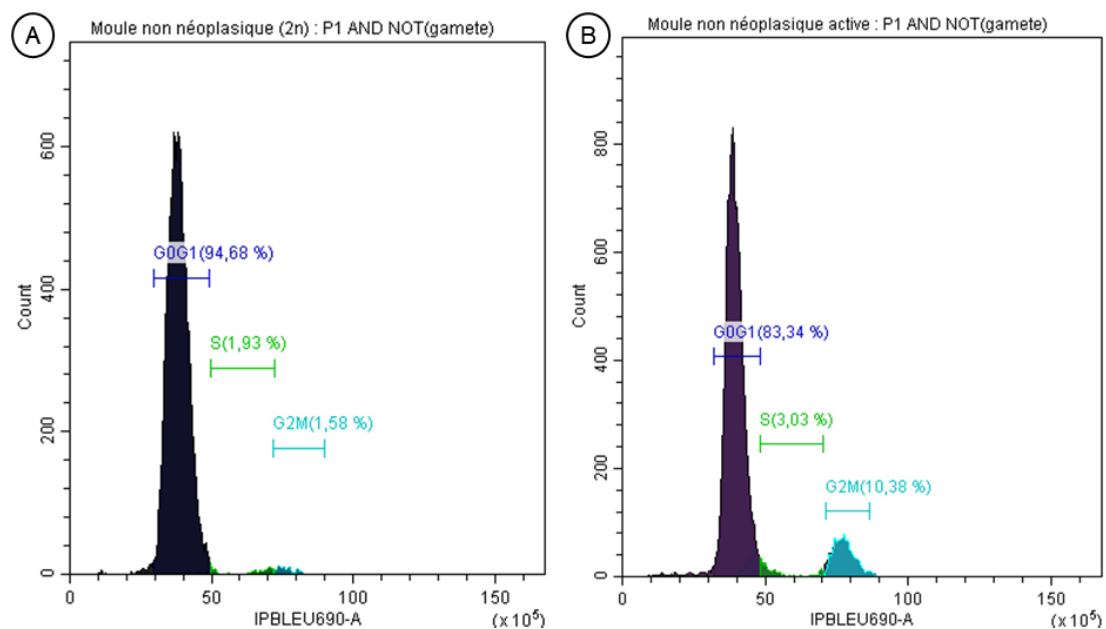 A
Moule non néoplasique (2n) : P1 AND NOT(gamete)
Count
600
400
200
0
G0G1(94,68 %)
S(1,93 %)
G2M(1,58 %)
0
50
100
150
IPBLEU690-A
(x 10⁵)
B
Moule non néoplasique active : P1 AND NOT(gamete)
Count
800
600
400
200
0
G0G1(83,34 %)
S(3,03 %)
G2M(10,38 %)
0
50
100
150
IPBLEU690-A
(x 10⁵)